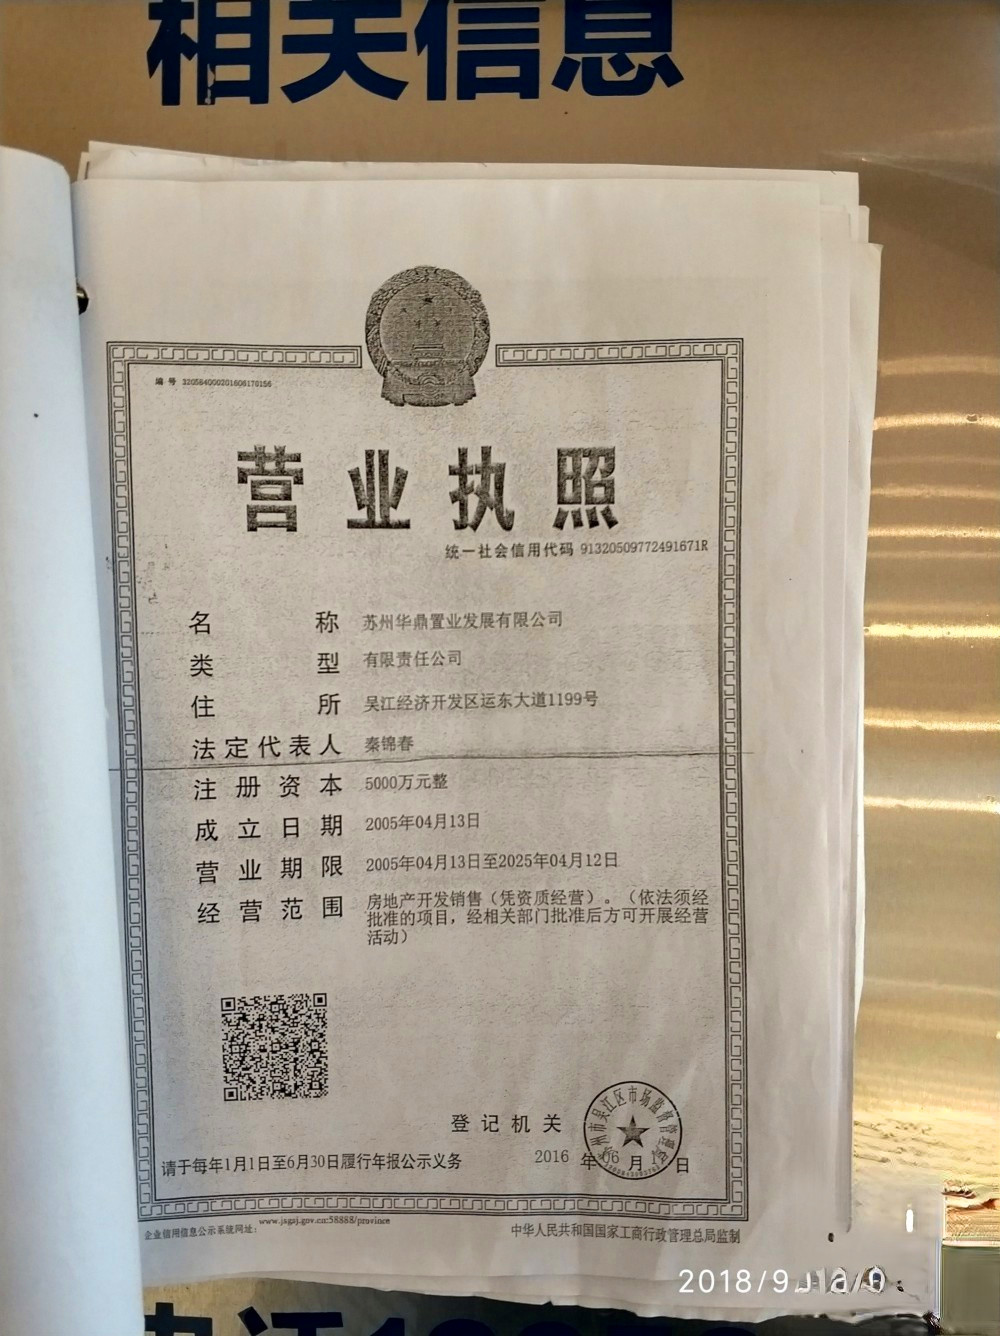 相关信息
编号 320584000201606170156
营业执照
统一社会信用代码 91320509772491671R
名称 苏州华鼎置业发展有限公司
类型 有限责任公司
住所 吴江经济开发区运东大道1199号
法定代表人 秦锦春
注册资本 5000万元整
成立日期 2005年04月13日
营业期限 2005年04月13日至2025年04月12日
经营范围 房地产开发销售（凭资质经营）。（依法须经
批准的项目，经相关部门批准后方可开展经营
活动）
登记机关
2016 年 06 月 日
请于每年1月1日至6月30日履行年报公示义务
企业信用信息公示系统网址： www.jsgsj.gov.cn:58888/province
中华人民共和国国家工商行政管理总局监制
2018/9